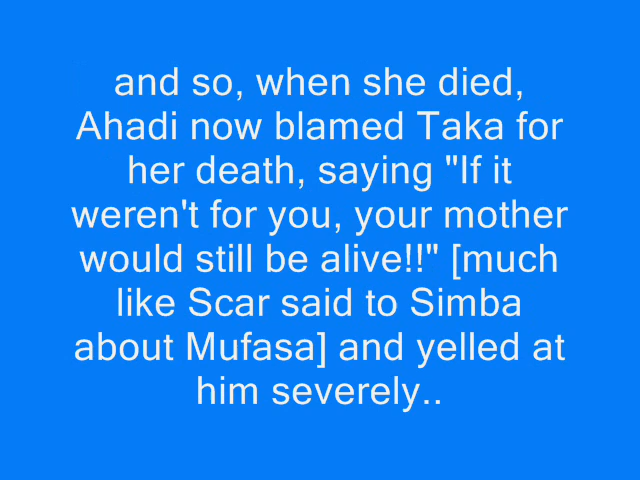 and so, when she died,
Ahadi now blamed Taka for
her death, saying "If it
weren't for you, your mother
would still be alive!!" [much
like Scar said to Simba
about Mufasa] and yelled at
him severely..